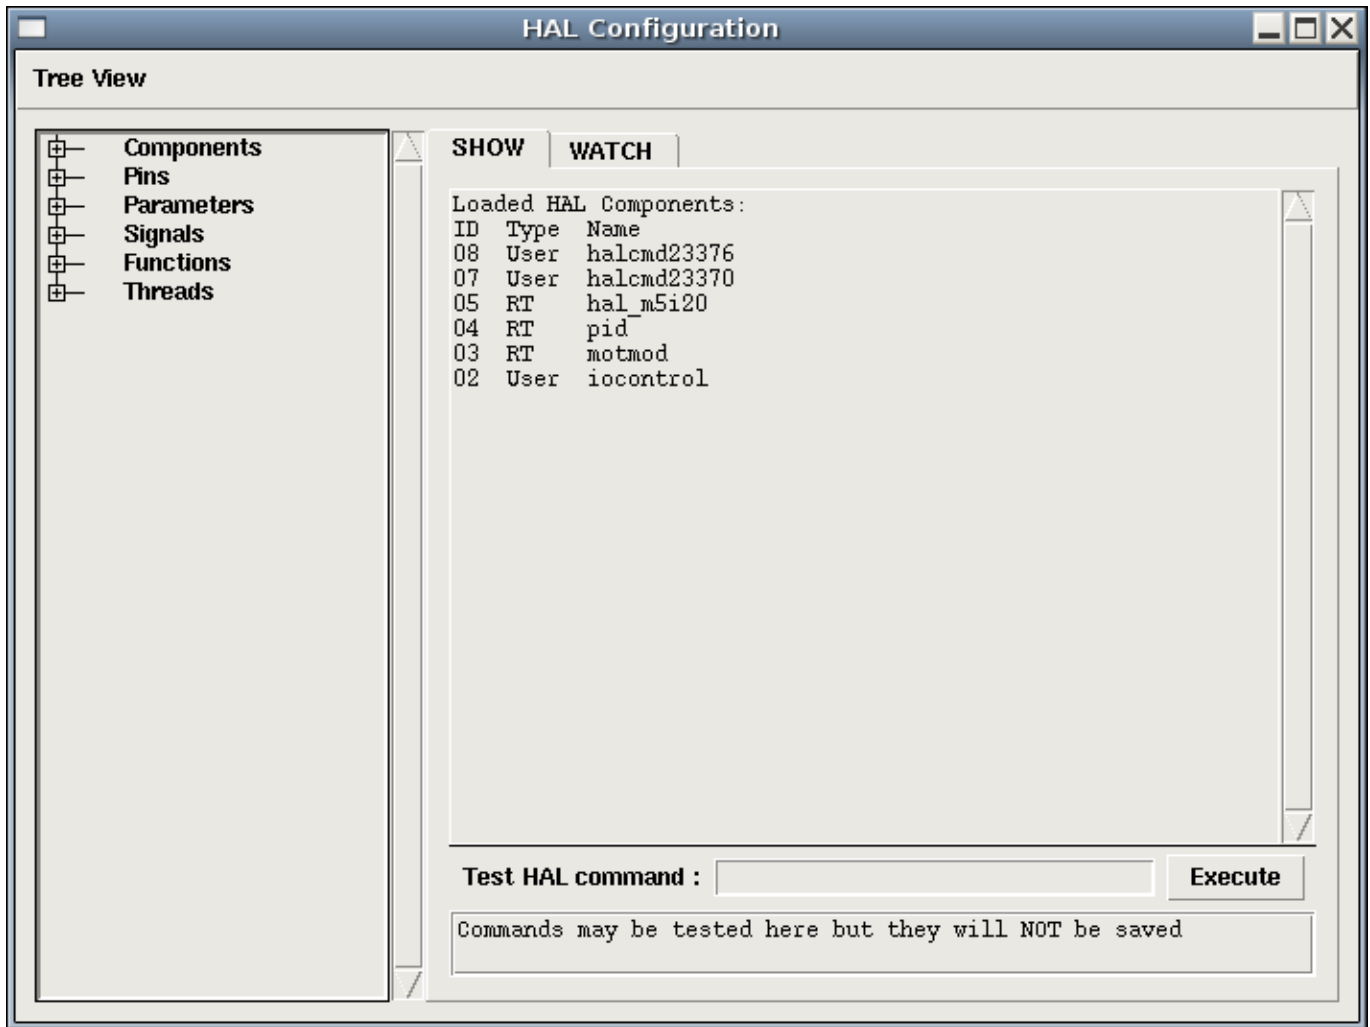 HAL Configuration
Tree View
Components
Pins
Parameters
Signals
Functions
Threads
SHOW WATCH
Loaded HAL Components:
ID Type Name
08 User halcmd23376
07 User halcmd23370
05 RT hal_m5i20
04 RT pid
03 RT motmod
02 User iocontrol
Test HAL command :
Execute
Commands may be tested here but they will NOT be saved